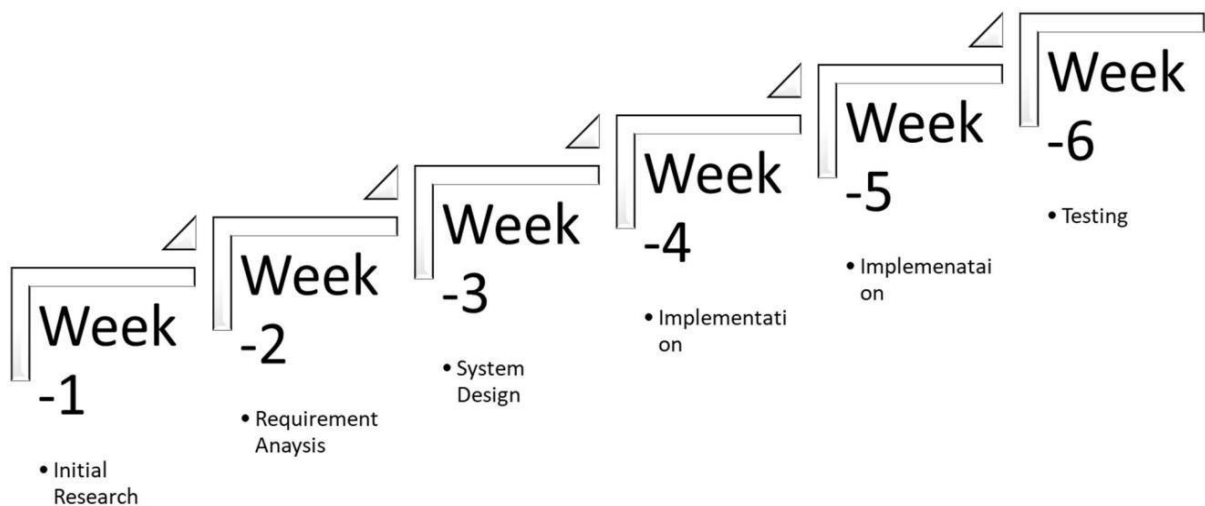 Week
-1
• Initial
Research
Week
-2
• Requirement
Anaysis
Week
-3
• System
Design
Week
-4
• Implementati
on
Week
-5
• Implemenatai
on
Week
-6
• Testing